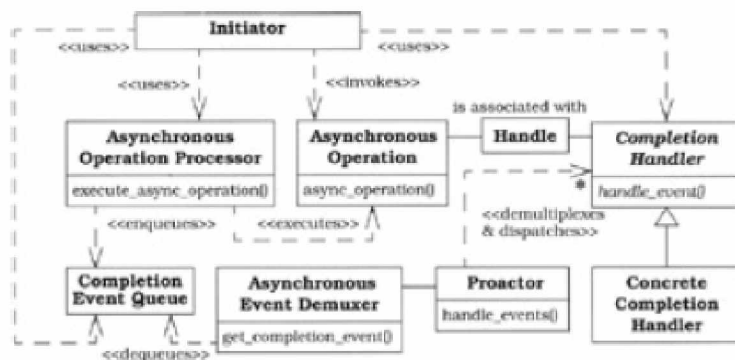 Initiator
<<uses>>
<<uses>>
<<uses>>
<<invokes>>
is associated with
Asynchronous
Operation Processor
execute_async_operation()
Asynchronous
Operation
async_operation()
Handle
Completion
Handler
handle_event()
*
<<enqueues>>
<<executes>>
<<demultiplexes
& dispatches>>
Completion
Event Queue
Asynchronous
Event Demuxer
get_completion_event()
Proactor
handle_events()
Concrete
Completion
Handler
<<dequeues>>